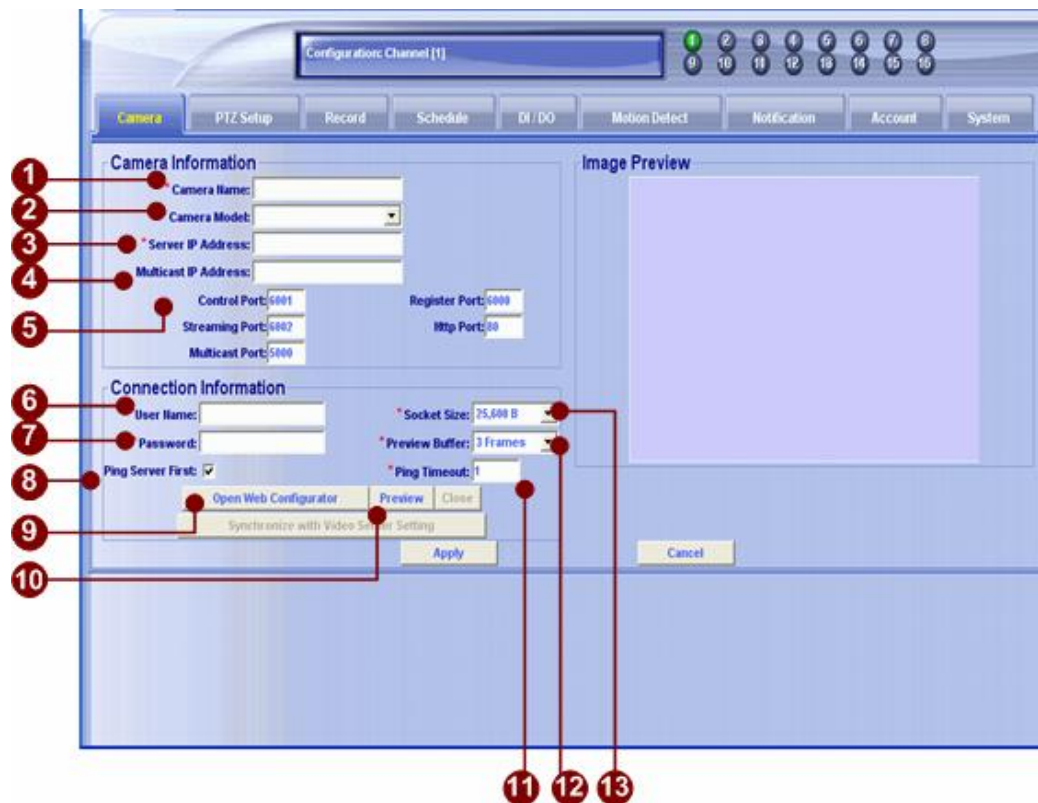 Configuration: Channel [1]
1 2 3 4 5 6 7 8
9 10 11 12 13 14 15 16
Camera PTZ Setup Record Schedule DI / DO Motion Detect Notification Account System
Camera Information
Image Preview
1
* Camera Name:
2
Camera Model:
3
* Server IP Address:
4
Multicast IP Address:
5
Control Port: 6001 Register Port: 6000
Streaming Port: 6002 Http Port: 80
Multicast Port: 5000
Connection Information
6
User Name: * Socket Size: 25,600 B
7
Password: * Preview Buffer: 3 Frames
8
Ping Server First: * Ping Timeout: 1
9
Open Web Configurator Preview Close
Synchronize with Video Server Setting
10
Apply Cancel
11 12 13